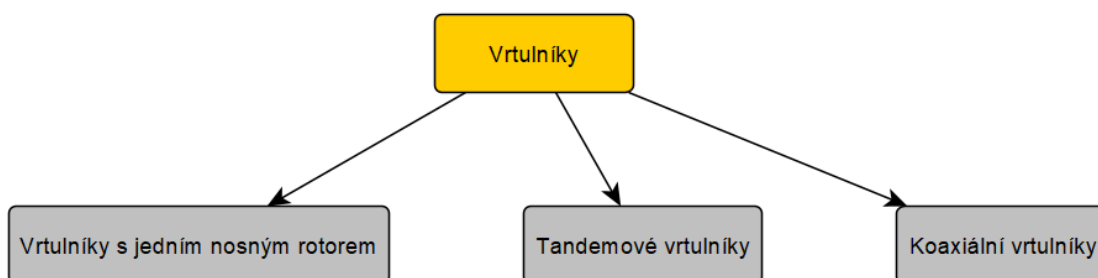 Vrtulníky
Vrtulníky s jedním nosným rotorem
Tandemové vrtulníky
Koaxiální vrtulníky